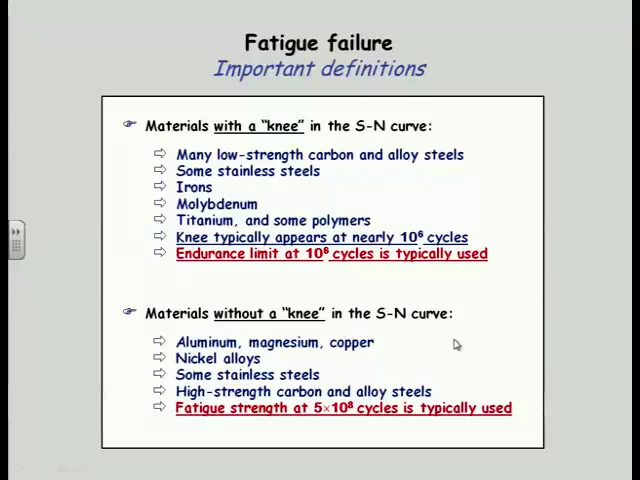 Fatigue failure
Important definitions
Materials with a “knee” in the S-N curve:
Many low-strength carbon and alloy steels
Some stainless steels
Irons
Molybdenum
Titanium, and some polymers
Knee typically appears at nearly 10⁶ cycles
Endurance limit at 10⁶ cycles is typically used
Materials without a “knee” in the S-N curve:
Aluminum, magnesium, copper
Nickel alloys
Some stainless steels
High-strength carbon and alloy steels
Fatigue strength at 5×10⁸ cycles is typically used